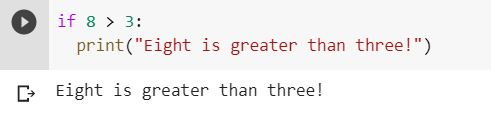 if 8 > 3:
  print("Eight is greater than three!")
Eight is greater than three!